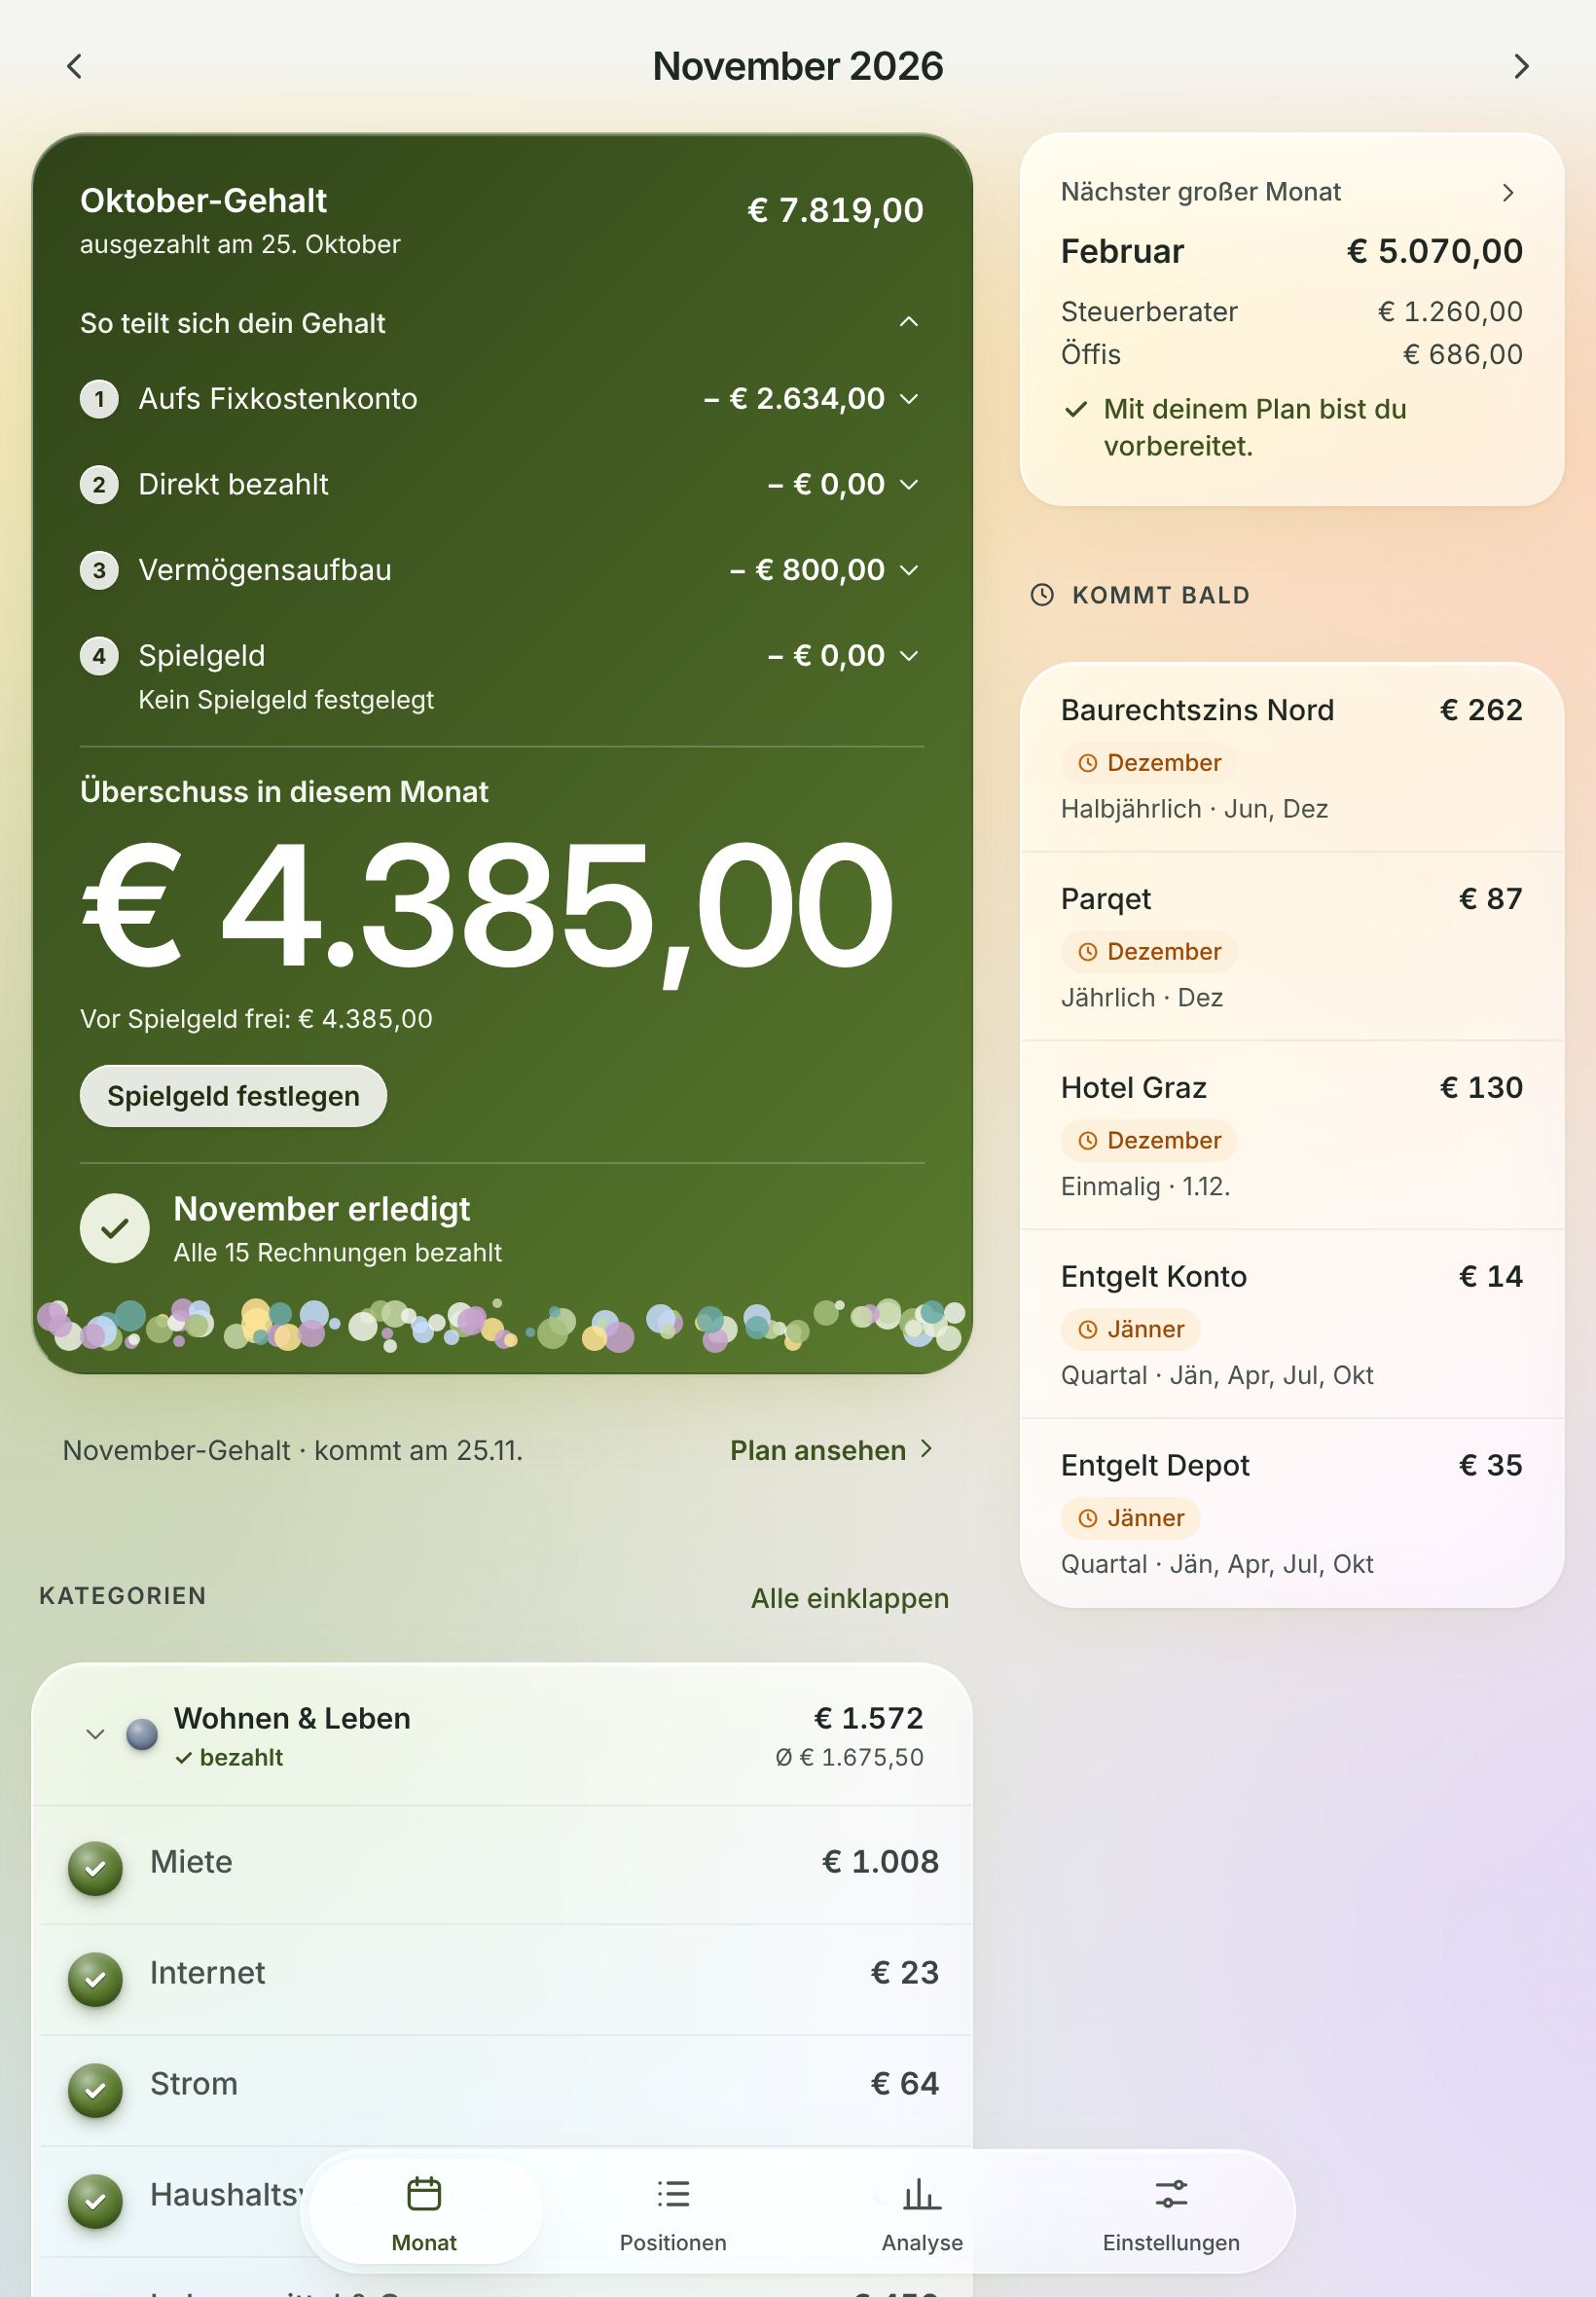 November 2026
Oktober-Gehalt
€ 7.819,00
ausgezahlt am 25. Oktober
So teilt sich dein Gehalt
1 Aufs Fixkostenkonto – € 2.634,00
2 Direkt bezahlt – € 0,00
3 Vermögensaufbau – € 800,00
4 Spielgeld – € 0,00
Kein Spielgeld festgelegt
Überschuss in diesem Monat
€ 4.385,00
Vor Spielgeld frei: € 4.385,00
Spielgeld festlegen
November erledigt
Alle 15 Rechnungen bezahlt
November-Gehalt · kommt am 25.11. Plan ansehen
KATEGORIEN Alle einklappen
Wohnen & Leben € 1.572
bezahlt Ø € 1.675,50
Miete € 1.008
Internet € 23
Strom € 64
Nächster großer Monat
Februar € 5.070,00
Steuerberater € 1.260,00
Öffis € 686,00
Mit deinem Plan bist du
vorbereitet.
KOMMT BALD
Baurechtszins Nord € 262
Dezember
Halbjährlich · Jun, Dez
Parqet € 87
Dezember
Jährlich · Dez
Hotel Graz € 130
Dezember
Einmalig · 1.12.
Entgelt Konto € 14
Jänner
Quartal · Jän, Apr, Jul, Okt
Entgelt Depot € 35
Jänner
Quartal · Jän, Apr, Jul, Okt
Monat Positionen Analyse Einstellungen